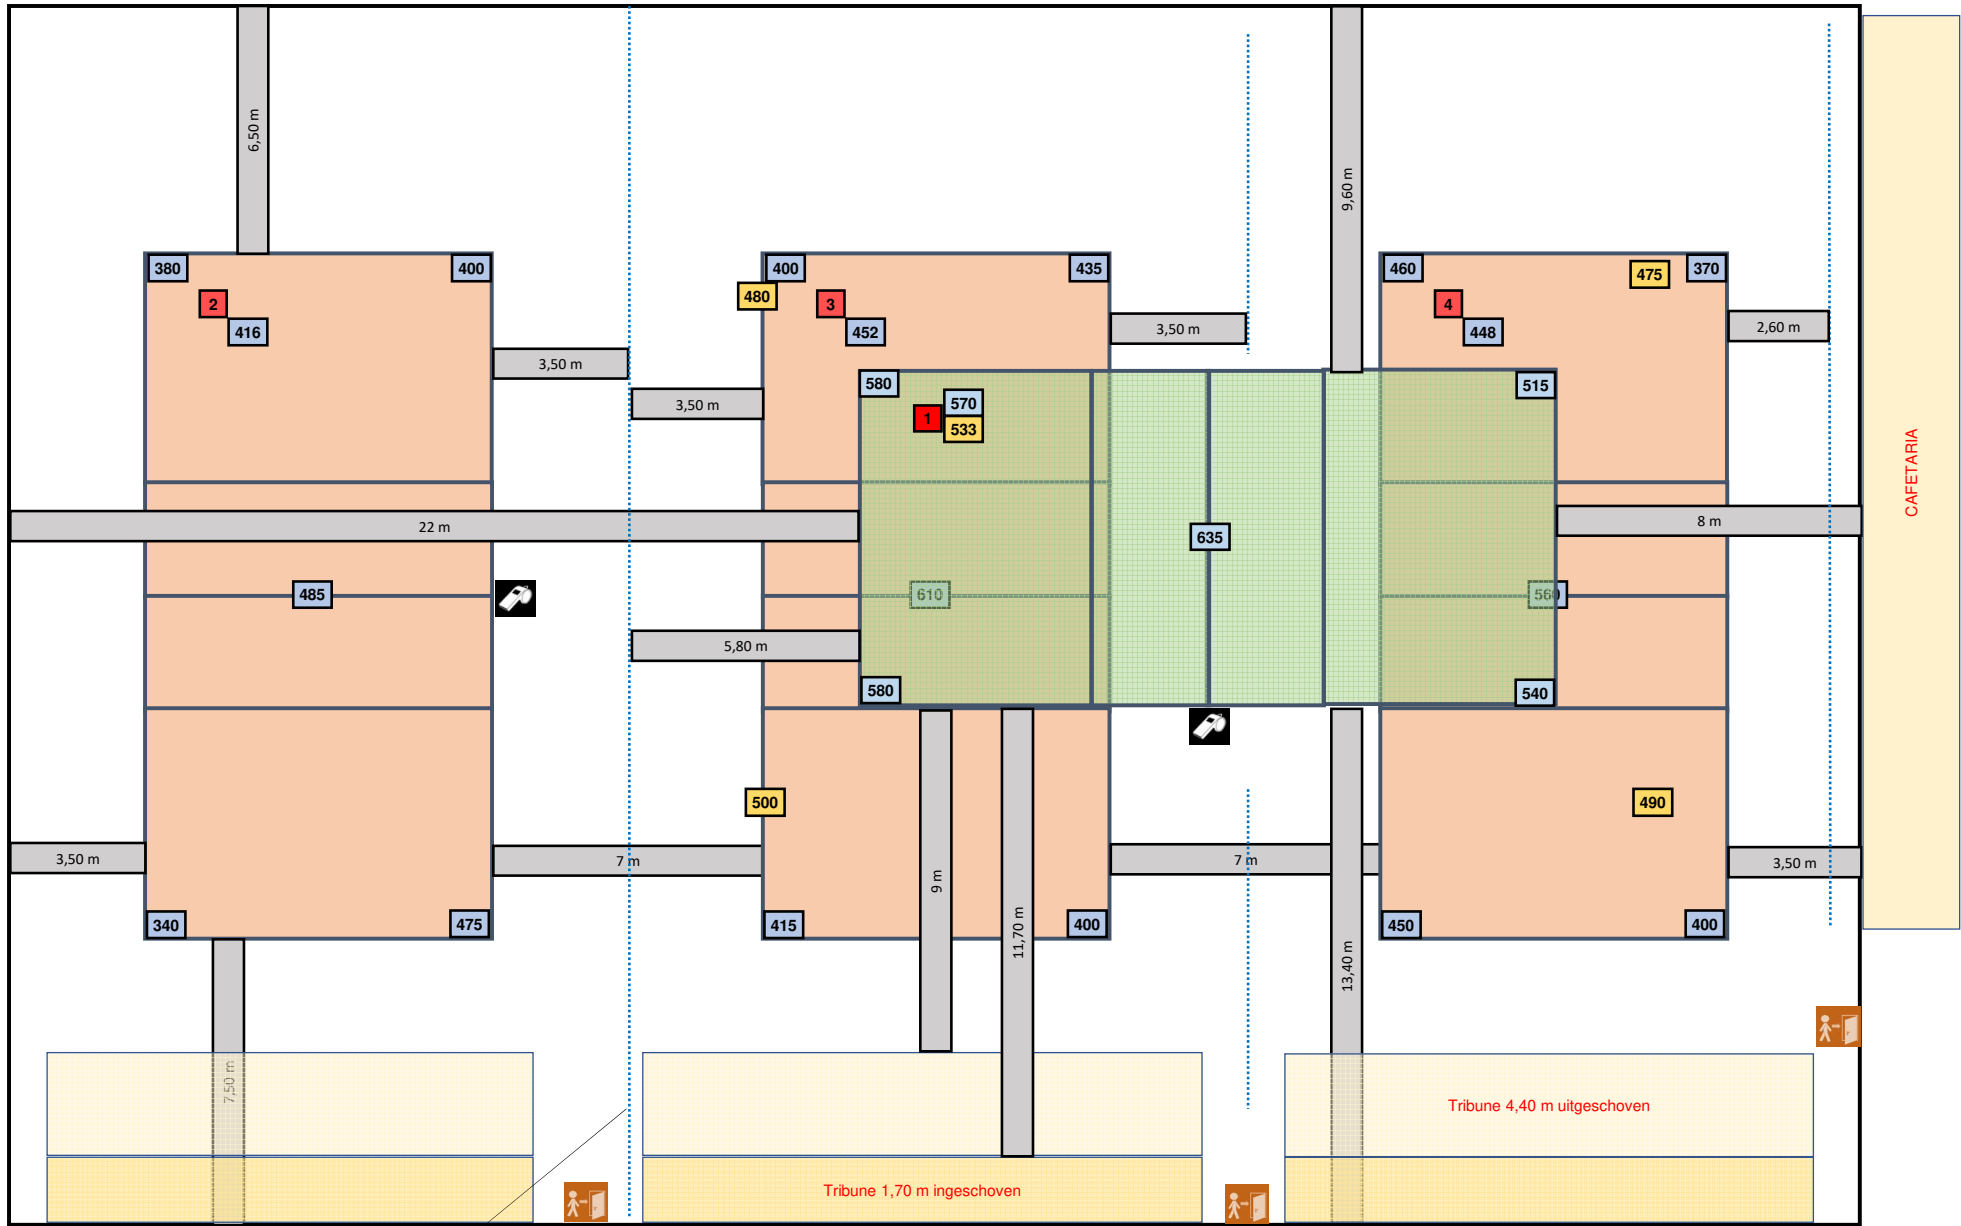 6,50 m
9,60 m
380
400
400
435
460
475
370
480
2
3
4
416
452
448
3,50 m
2,60 m
3,50 m
3,50 m
580
570
515
1
533
CAFETARIA
22 m
8 m
635
485
610
560
5,80 m
580
540
500
490
3,50 m
7 m
7 m
3,50 m
9 m
11,70 m
13,40 m
340
475
415
400
450
400
7,50 m
Tribune 4,40 m uitgeschoven
Tribune 1,70 m ingeschoven